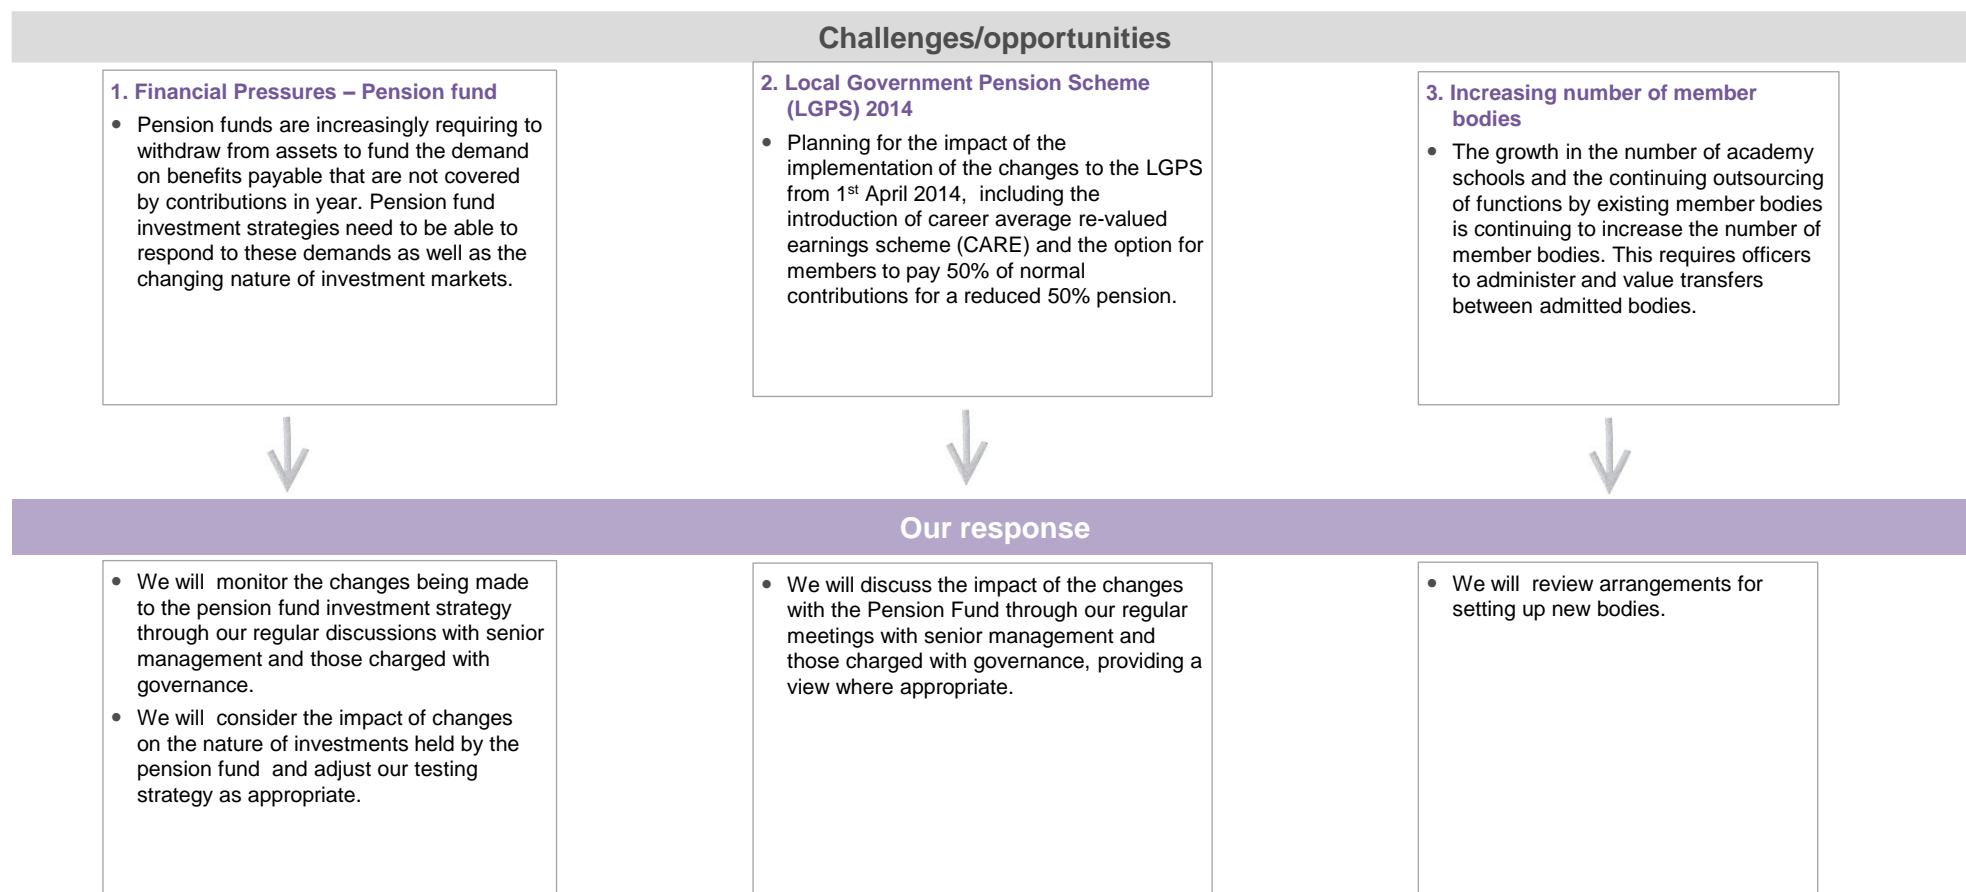 Challenges/opportunities
1. Financial Pressures – Pension fund
• Pension funds are increasingly requiring to
withdraw from assets to fund the demand
on benefits payable that are not covered
by contributions in year. Pension fund
investment strategies need to be able to
respond to these demands as well as the
changing nature of investment markets.
2. Local Government Pension Scheme
(LGPS) 2014
• Planning for the impact of the
implementation of the changes to the LGPS
from 1st April 2014, including the
introduction of career average re-valued
earnings scheme (CARE) and the option for
members to pay 50% of normal
contributions for a reduced 50% pension.
3. Increasing number of member
bodies
• The growth in the number of academy
schools and the continuing outsourcing
of functions by existing member bodies
is continuing to increase the number of
member bodies. This requires officers
to administer and value transfers
between admitted bodies.
Our response
• We will monitor the changes being made
to the pension fund investment strategy
through our regular discussions with senior
management and those charged with
governance.
• We will consider the impact of changes
on the nature of investments held by the
pension fund and adjust our testing
strategy as appropriate.
• We will discuss the impact of the changes
with the Pension Fund through our regular
meetings with senior management and
those charged with governance, providing a
view where appropriate.
• We will review arrangements for
setting up new bodies.